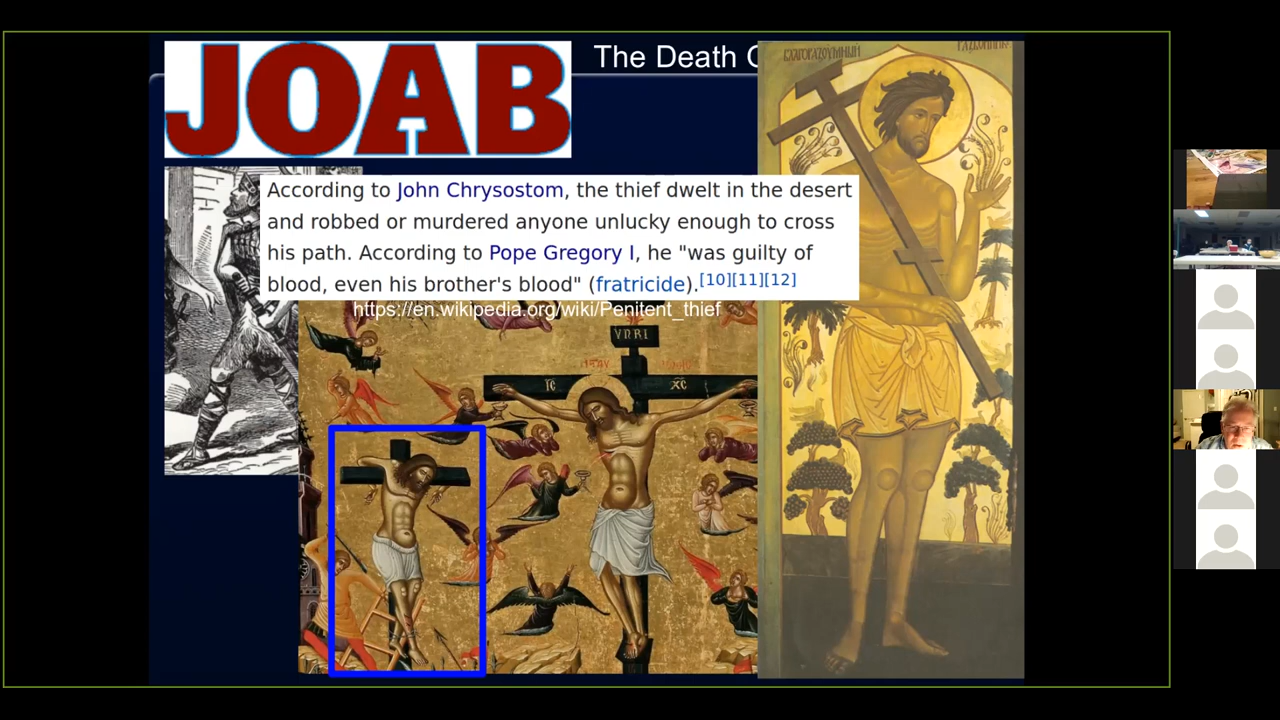 JOAB
The Death
БЛАГОРАЗУМНЫЙ
According to John Chrysostom, the thief dwelt in the desert
and robbed or murdered anyone unlucky enough to cross
his path. According to Pope Gregory I, he "was guilty of
blood, even his brother's blood" (fratricide).[10][11][12]
https://en.wikipedia.org/wiki/Penitent_thief
ΥΝΡΙ
IC XC